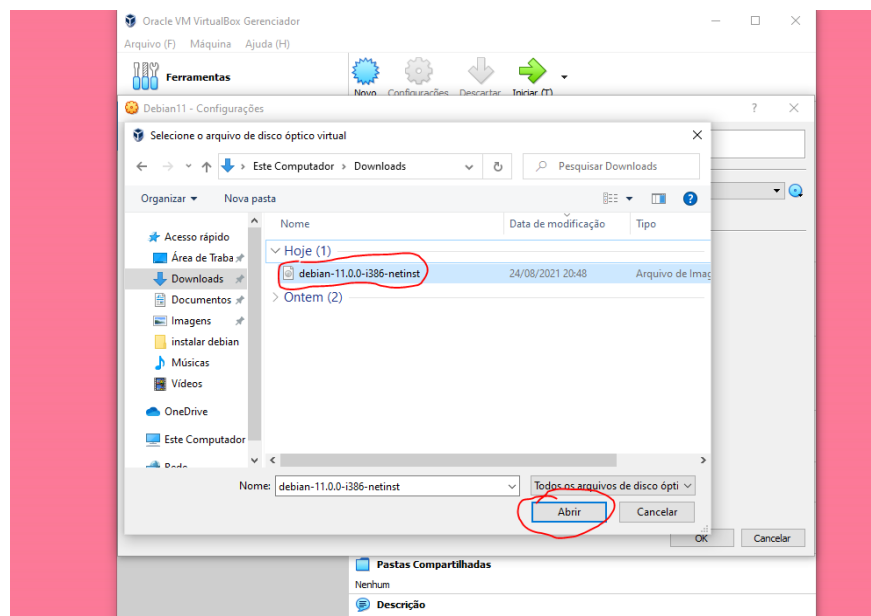 Oracle VM VirtualBox Gerenciador
Arquivo (F) Máquina Ajuda (H)
Ferramentas
Novo Configurações Descartar Iniciar (T)
Debian11 - Configurações
Selecione o arquivo de disco óptico virtual
Este Computador › Downloads
Pesquisar Downloads
Organizar
Nova pasta
Nome
Data de modificação
Tipo
Acesso rápido
Hoje (1)
Área de Traba
debian-11.0.0-i386-netinst 24/08/2021 20:48 Arquivo de Imag
Downloads
Ontem (2)
Documentos
Imagens
instalar debian
Músicas
Vídeos
OneDrive
Este Computador
Rede
Nome: debian-11.0.0-i386-netinst Todos os arquivos de disco ópti
Abrir Cancelar
OK Cancelar
Pastas Compartilhadas
Nenhum
Descrição